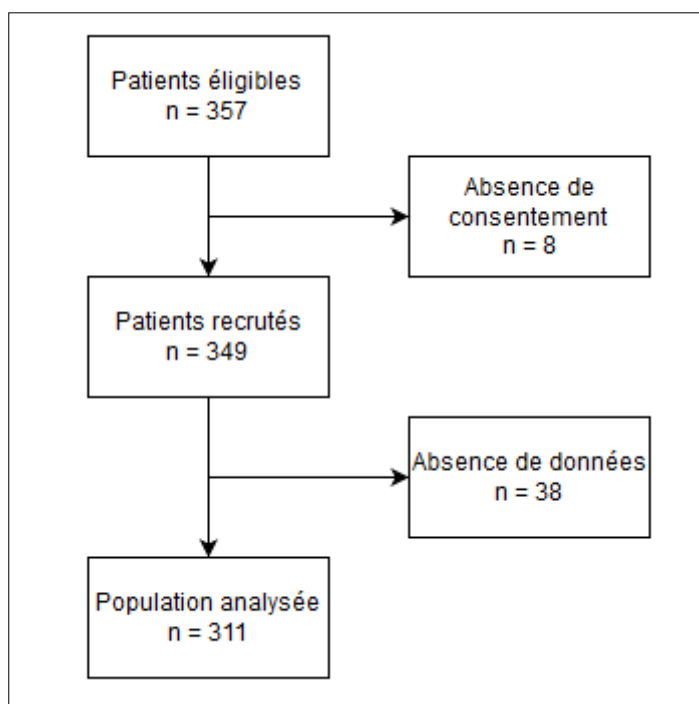 Patients éligibles
n = 357
Absence de
consentement
n = 8
Patients recrutés
n = 349
Absence de données
n = 38
Population analysée
n = 311